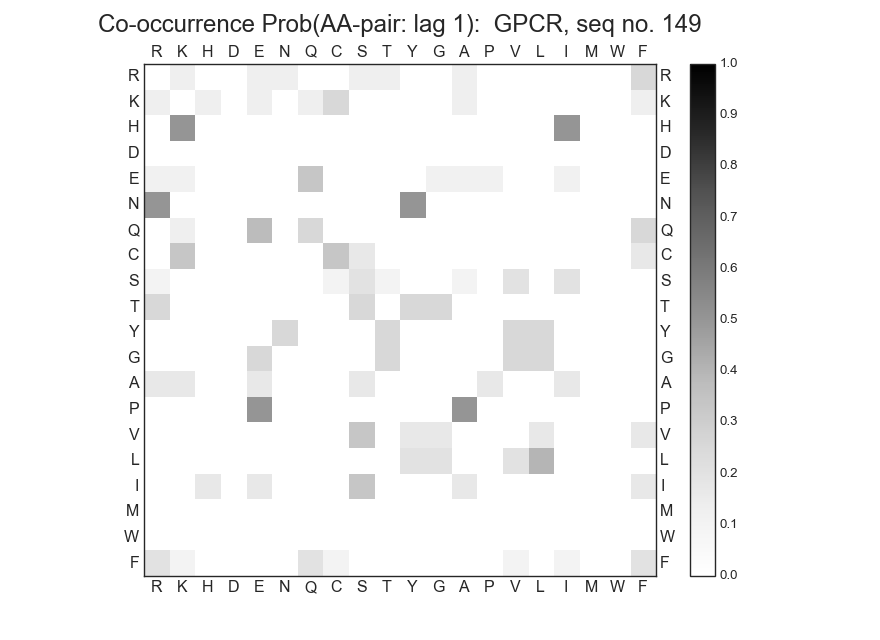 Co-occurrence Prob(AA-pair: lag 1):  GPCR, seq no. 149
R K H D E N Q C S T Y G A P V L I M W F
R R 1.0
K K 0.9
H H 0.8
D D
E E 0.7
N N
Q Q 0.6
C C
S S 0.5
T T
Y Y
G G 0.4
A A
P P 0.3
V V
L L 0.2
I I
M M 0.1
W W
F F 0.0
R K H D E N Q C S T Y G A P V L I M W F